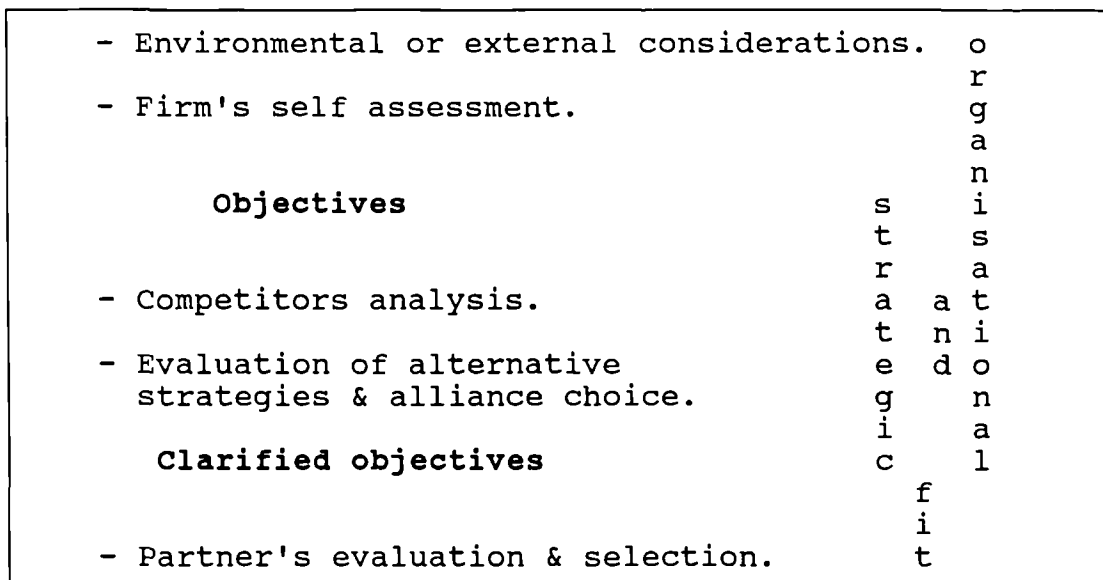 - Environmental or external considerations.
- Firm's self assessment.
Objectives
- Competitors analysis.
- Evaluation of alternative
strategies & alliance choice.
Clarified objectives
- Partner's evaluation & selection.
strategic
and
organisational
fit